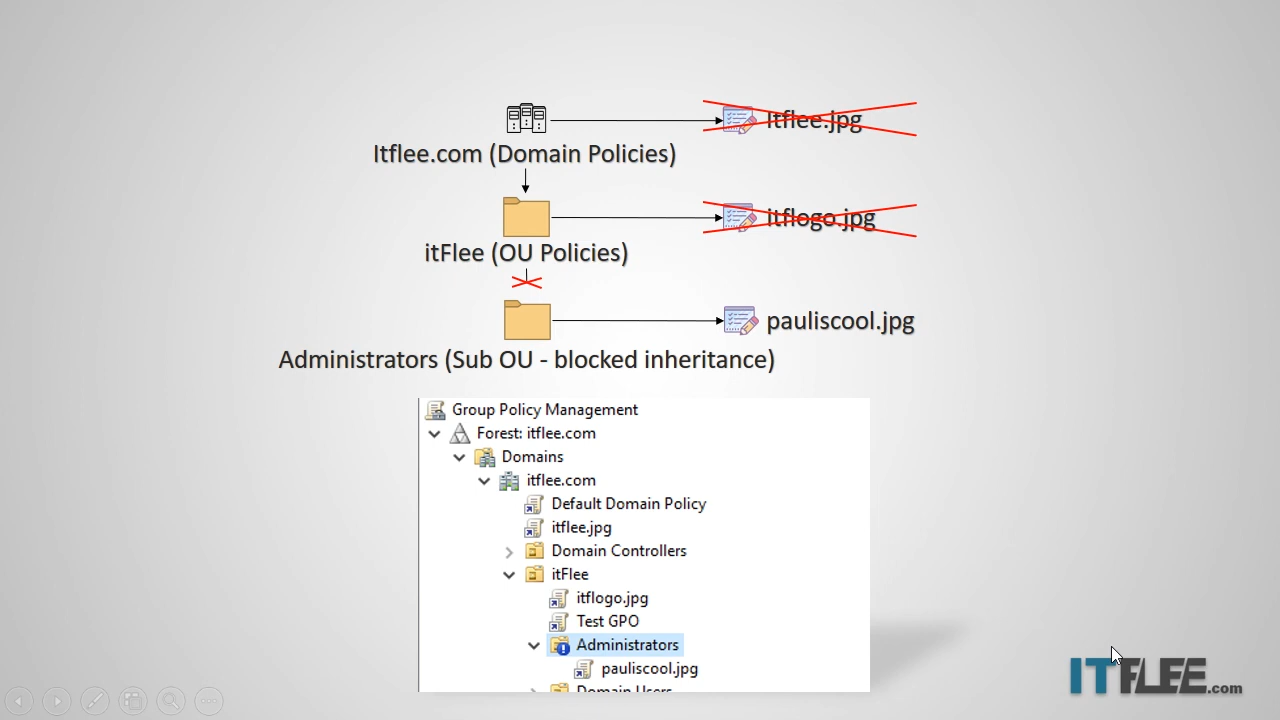 Itflee.com (Domain Policies)
itflee.jpg
itFlee (OU Policies)
itflogo.jpg
Administrators (Sub OU - blocked inheritance)
pauliscool.jpg
Group Policy Management
Forest: itflee.com
Domains
itflee.com
Default Domain Policy
itflee.jpg
Domain Controllers
itFlee
itflogo.jpg
Test GPO
Administrators
pauliscool.jpg
Domain Users
ITFLEE.com